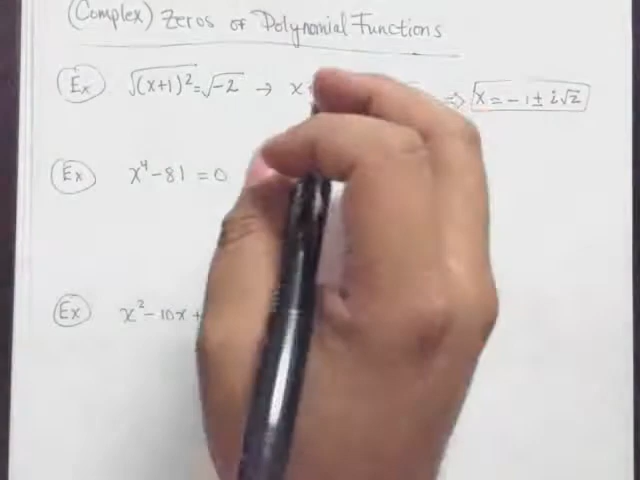 (Complex) Zeros of Polynomial Functions
Ex √(x+1)² = √-2 → x ⇒ x = -1 ± i√2
Ex x⁴ - 81 = 0
Ex x² - 10x +